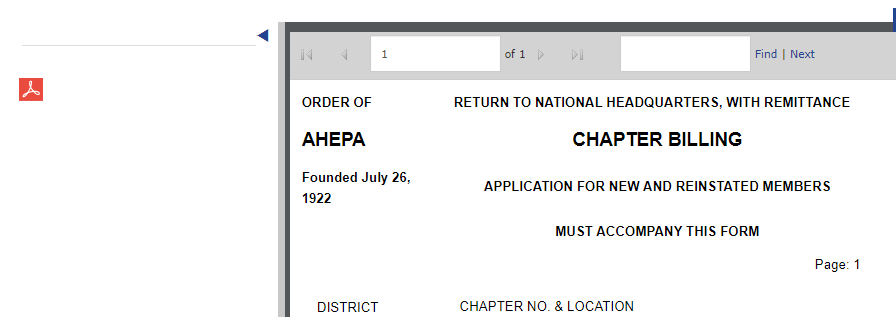 1 of 1 Find | Next
ORDER OF RETURN TO NATIONAL HEADQUARTERS, WITH REMITTANCE
AHEPA CHAPTER BILLING
Founded July 26,
1922
APPLICATION FOR NEW AND REINSTATED MEMBERS
MUST ACCOMPANY THIS FORM
Page: 1
DISTRICT CHAPTER NO. & LOCATION